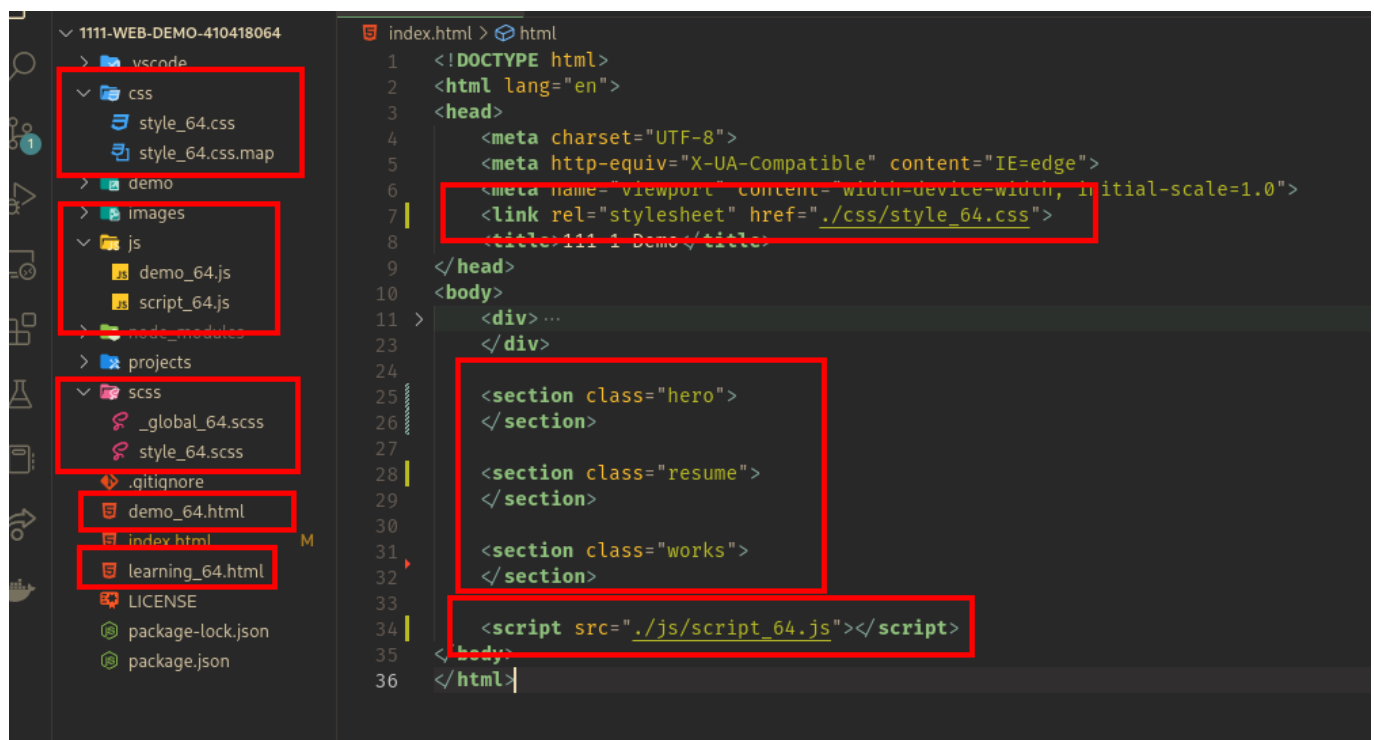 1111-WEB-DEMO-410418064
.vscode
css
style_64.css
style_64.css.map
demo
images
js
demo_64.js
script_64.js
node_modules
projects
scss
_global_64.scss
style_64.scss
.gitignore
demo_64.html
index.html M
learning_64.html
LICENSE
package-lock.json
package.json
1
index.html > html
1 <!DOCTYPE html>
2 <html lang="en">
3 <head>
4 <meta charset="UTF-8">
5 <meta http-equiv="X-UA-Compatible" content="IE=edge">
6 <meta name="viewport" content="width=device-width, initial-scale=1.0">
7 <link rel="stylesheet" href="./css/style_64.css">
8 <title>111-1 Demo</title>
9 </head>
10 <body>
11 > <div>···
23 </div>
24
25 <section class="hero">
26 </section>
27
28 <section class="resume">
29 </section>
30
31 <section class="works">
32 </section>
33
34 <script src="./js/script_64.js"></script>
35 </body>
36 </html>